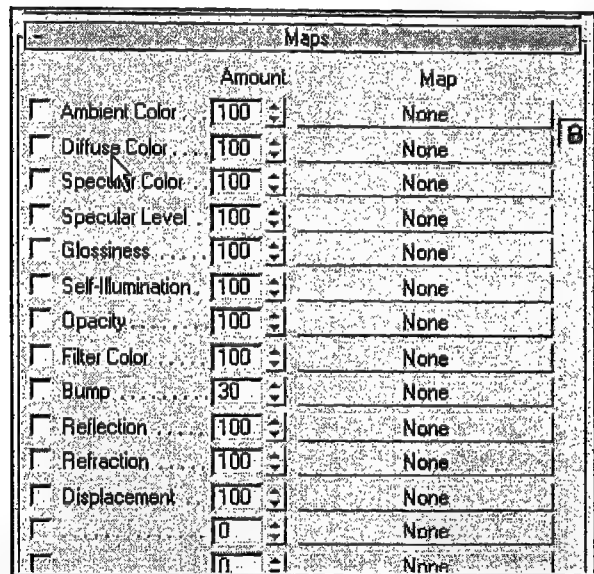 - Maps
Amount Map
Ambient Color . 100 None
Diffuse Color . . . . 100 None
Specular Color . . 100 None
Specular Level 100 None
Glossiness . . . . . . 100 None
Self-Illumination . 100 None
Opacity . . . . . . . . . 100 None
Filter Color . . . . . 100 None
Bump . . . . . . . . . . 30 None
Reflection . . . . . 100 None
Refraction . . . . . 100 None
Displacement . . 100 None
0 None
0 None